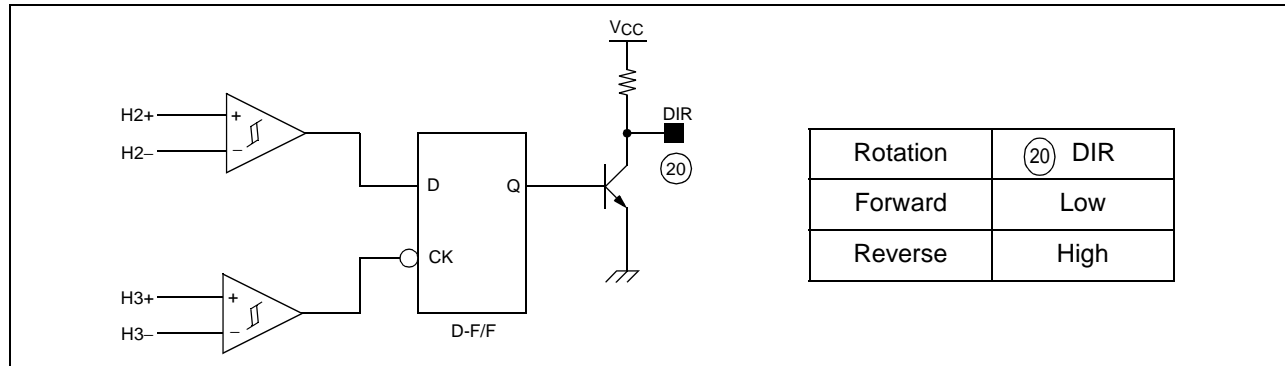 VCC
H2+
+
H2–
–
DIR
20
D
Q
CK
H3+
+
H3–
–
D-F/F
Rotation 20 DIR
Forward Low
Reverse High